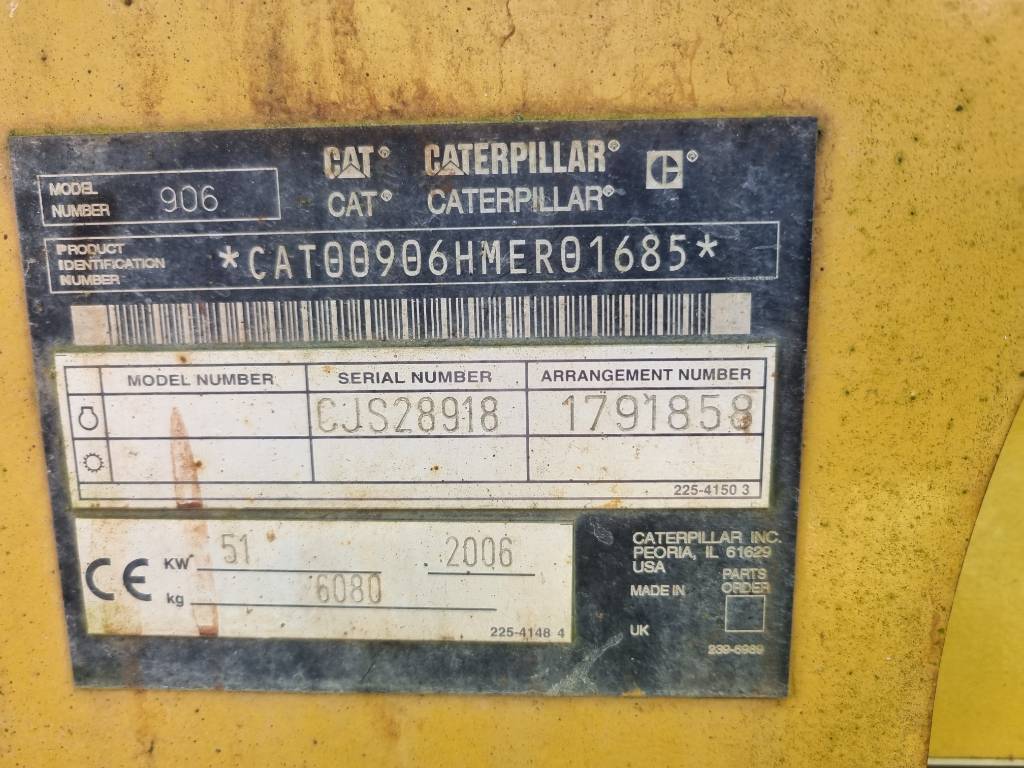 CAT® CATERPILLAR® C®
MODEL NUMBER 906 CAT® CATERPILLAR®
PRODUCT
IDENTIFICATION
NUMBER
*CAT00906HMER01685*
MODEL NUMBER SERIAL NUMBER ARRANGEMENT NUMBER
CJS28918 1791858
225-4150 3
CE KW 51 2006
kg 6080
225-4148 4
CATERPILLAR INC.
PEORIA, IL 61629
USA
MADE IN
UK
PARTS
ORDER
239-6989